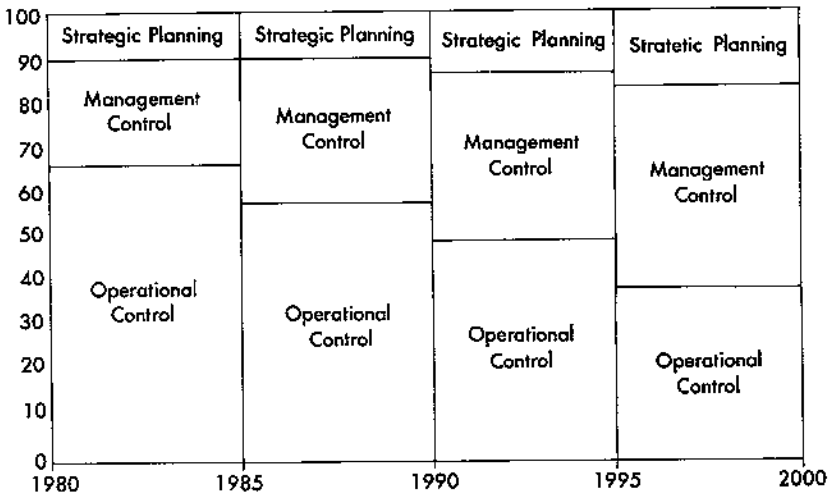 100
Strategic Planning
Strategic Planning
Strategic Planning
Stratetic Planning
90
80
Management
Control
Management
Control
Management
Control
Management
Control
70
60
50
40
Operational
Control
Operational
Control
Operational
Control
Operational
Control
30
20
10
0
1980
1985
1990
1995
2000